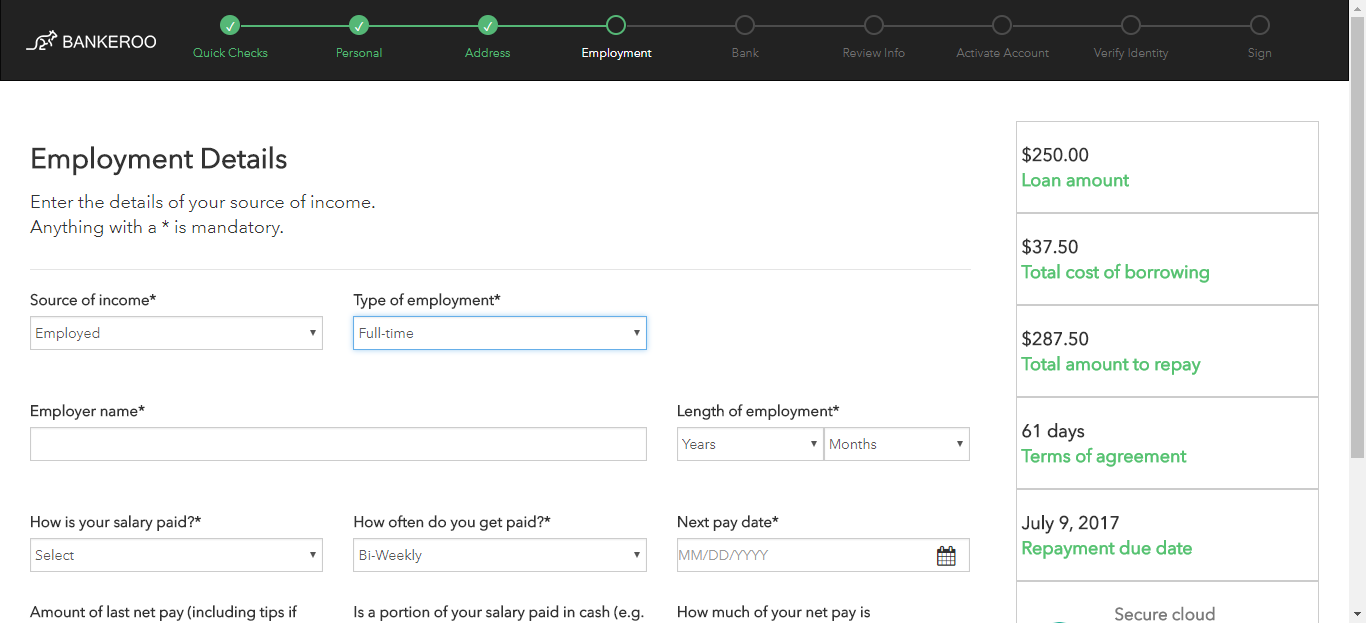 BANKEROO
Quick Checks
Personal
Address
Employment
Bank
Review Info
Activate Account
Verify Identity
Sign
Employment Details
Enter the details of your source of income.
Anything with a * is mandatory.
Source of income*
Type of employment*
Employed
Full-time
Employer name*
Length of employment*
Years
Months
How is your salary paid?*
How often do you get paid?*
Next pay date*
Select
Bi-Weekly
MM/DD/YYYY
Amount of last net pay (including tips if
Is a portion of your salary paid in cash (e.g.
How much of your net pay is
$250.00
Loan amount
$37.50
Total cost of borrowing
$287.50
Total amount to repay
61 days
Terms of agreement
July 9, 2017
Repayment due date
Secure cloud